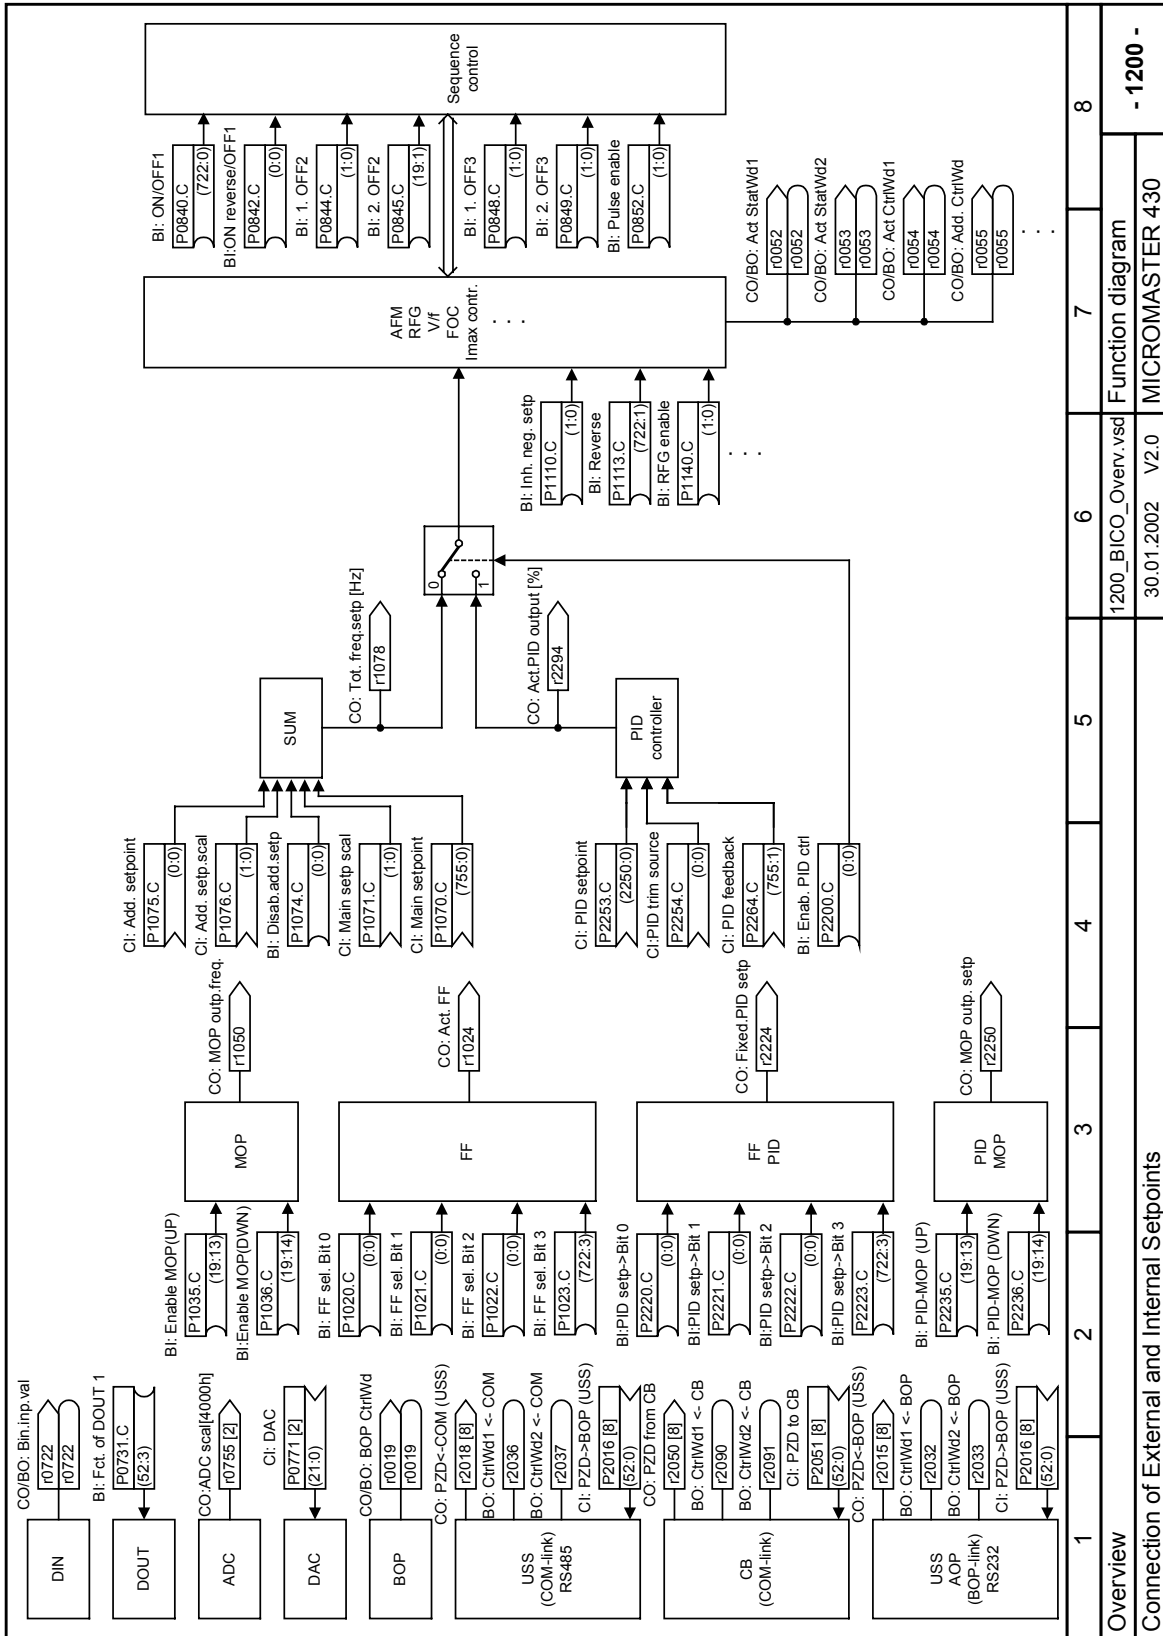 DIN
CO/BO: Bin.inp.val
r0722
r0722
DOUT
BI: Fct. of DOUT 1
P0731.C
(52:3)
ADC
CO:ADC scal[4000h]
r0755 [2]
DAC
CI: DAC
P0771 [2]
(21:0)
BOP
CO/BO: BOP CtrlWd
r0019
r0019
USS
(COM-link)
RS485
CO: PZD<-COM (USS)
r2018 [8]
BO: CtrlWd1 <- COM
r2036
BO: CtrlWd2 <- COM
r2037
CI: PZD->BOP (USS)
P2016 [8]
(52:0)
CB
(COM-link)
CO: PZD from CB
r2050 [8]
BO: CtrlWd1 <- CB
r2090
BO: CtrlWd2 <- CB
r2091
CI: PZD to CB
P2051 [8]
(52:0)
USS
AOP
(BOP-link)
RS232
CO: PZD<-BOP (USS)
r2015 [8]
BO: CtrlWd1 <- BOP
r2032
BO: CtrlWd2 <- BOP
r2033
CI: PZD->BOP (USS)
P2016 [8]
(52:0)
BI: Enable MOP(UP)
P1035.C
(19:13)
BI:Enable MOP(DWN)
P1036.C
(19:14)
MOP
CO: MOP outp.freq.
r1050
BI: FF sel. Bit 0
P1020.C
(0:0)
BI: FF sel. Bit 1
P1021.C
(0:0)
BI: FF sel. Bit 2
P1022.C
(0:0)
BI: FF sel. Bit 3
P1023.C
(722:3)
FF
CO: Act. FF
r1024
BI:PID setp->Bit 0
P2220.C
(0:0)
BI:PID setp->Bit 1
P2221.C
(0:0)
BI:PID setp->Bit 2
P2222.C
(0:0)
BI:PID setp->Bit 3
P2223.C
(722:3)
FF
PID
CO: Fixed.PID setp
r2224
BI: PID-MOP (UP)
P2235.C
(19:13)
BI: PID-MOP (DWN)
P2236.C
(19:14)
PID
MOP
CO: MOP outp. setp
r2250
CI: Add. setpoint
P1075.C
(0:0)
CI: Add. setp.scal
P1076.C
(1:0)
BI: Disab.add.setp
P1074.C
(0:0)
CI: Main setp scal
P1071.C
(1:0)
CI: Main setpoint
P1070.C
(755:0)
SUM
CO: Tot. freq.setp [Hz]
r1078
CI: PID setpoint
P2253.C
(2250:0)
CI:PID trim source
P2254.C
(0:0)
CI: PID feedback
P2264.C
(755:1)
BI: Enab. PID ctrl
P2200.C
(0:0)
PID
controller
CO: Act.PID output [%]
r2294
0
1
BI: Inh. neg. setp
P1110.C
(1:0)
BI: Reverse
P1113.C
(722:1)
BI: RFG enable
P1140.C
(1:0)
. . .
AFM
RFG
V/f
FOC
Imax contr.
. . .
BI: ON/OFF1
P0840.C
(722:0)
BI:ON reverse/OFF1
P0842.C
(0:0)
BI: 1. OFF2
P0844.C
(1:0)
BI: 2. OFF2
P0845.C
(19:1)
BI: 1. OFF3
P0848.C
(1:0)
BI: 2. OFF3
P0849.C
(1:0)
BI: Pulse enable
P0852.C
(1:0)
Sequence
control
CO/BO: Act StatWd1
r0052
r0052
CO/BO: Act StatWd2
r0053
r0053
CO/BO: Act CtrlWd1
r0054
r0054
CO/BO: Add. CtrlWd
r0055
r0055
. . .
1 2 3 4 5 6 7 8
Overview
1200_BICO_Overv.vsd
Function diagram
- 1200 -
Connection of External and Internal Setpoints
30.01.2002 V2.0
MICROMASTER 430